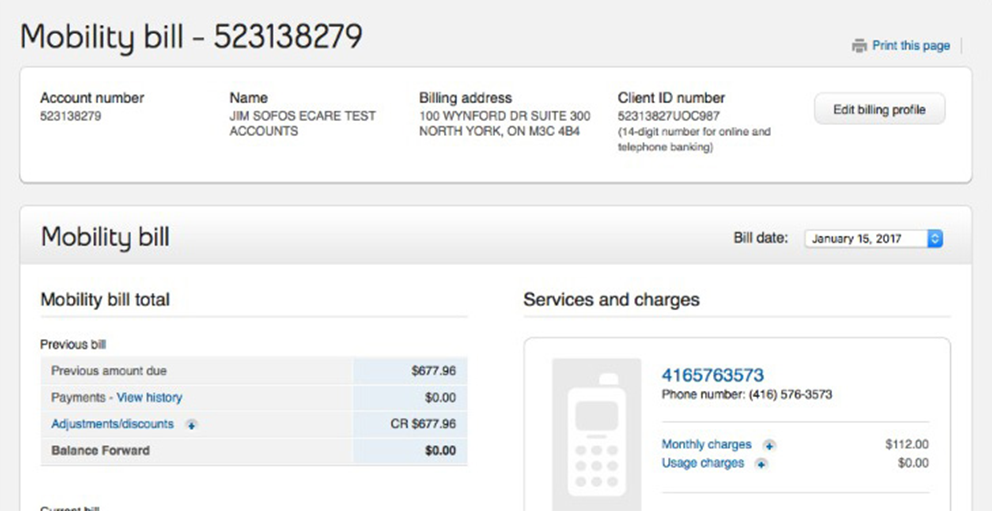 Mobility bill - 523138279
Print this page
Account number
523138279
Name
JIM SOFOS ECARE TEST
ACCOUNTS
Billing address
100 WYNFORD DR SUITE 300
NORTH YORK, ON M3C 4B4
Client ID number
52313827UOC987
(14-digit number for online and
telephone banking)
Edit billing profile
Mobility bill
Bill date: January 15, 2017
Mobility bill total
Previous bill
Previous amount due $677.96
Payments - View history $0.00
Adjustments/discounts CR $677.96
Balance Forward $0.00
Current bill
Services and charges
4165763573
Phone number: (416) 576-3573
Monthly charges $112.00
Usage charges $0.00